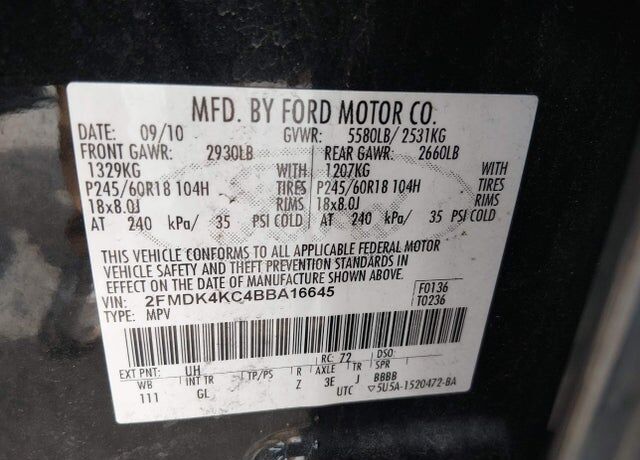 MFD. BY FORD MOTOR CO.
DATE: 09/10 GVWR: 5580LB/2531KG
FRONT GAWR: 2930LB REAR GAWR: 2660LB
1329KG WITH 1207KG WITH
P245/60R18 104H TIRES P245/60R18 104H TIRES
18x8.0J RIMS 18x8.0J RIMS
AT 240 kPa/ 35 PSI COLD AT 240 kPa/ 35 PSI COLD
THIS VEHICLE CONFORMS TO ALL APPLICABLE FEDERAL MOTOR
VEHICLE SAFETY AND THEFT PREVENTION STANDARDS IN
EFFECT ON THE DATE OF MANUFACTURE SHOWN ABOVE.
VIN: 2FMDK4KC4BBA16645 F0136
TYPE: MPV T0236
EXT PNT: UH RC: 72 DSO:
WB INT TR TP/PS R AXLE TR SPR
111 GL Z 3E J BBBB
UTC ▽5U5A-1520472-BA